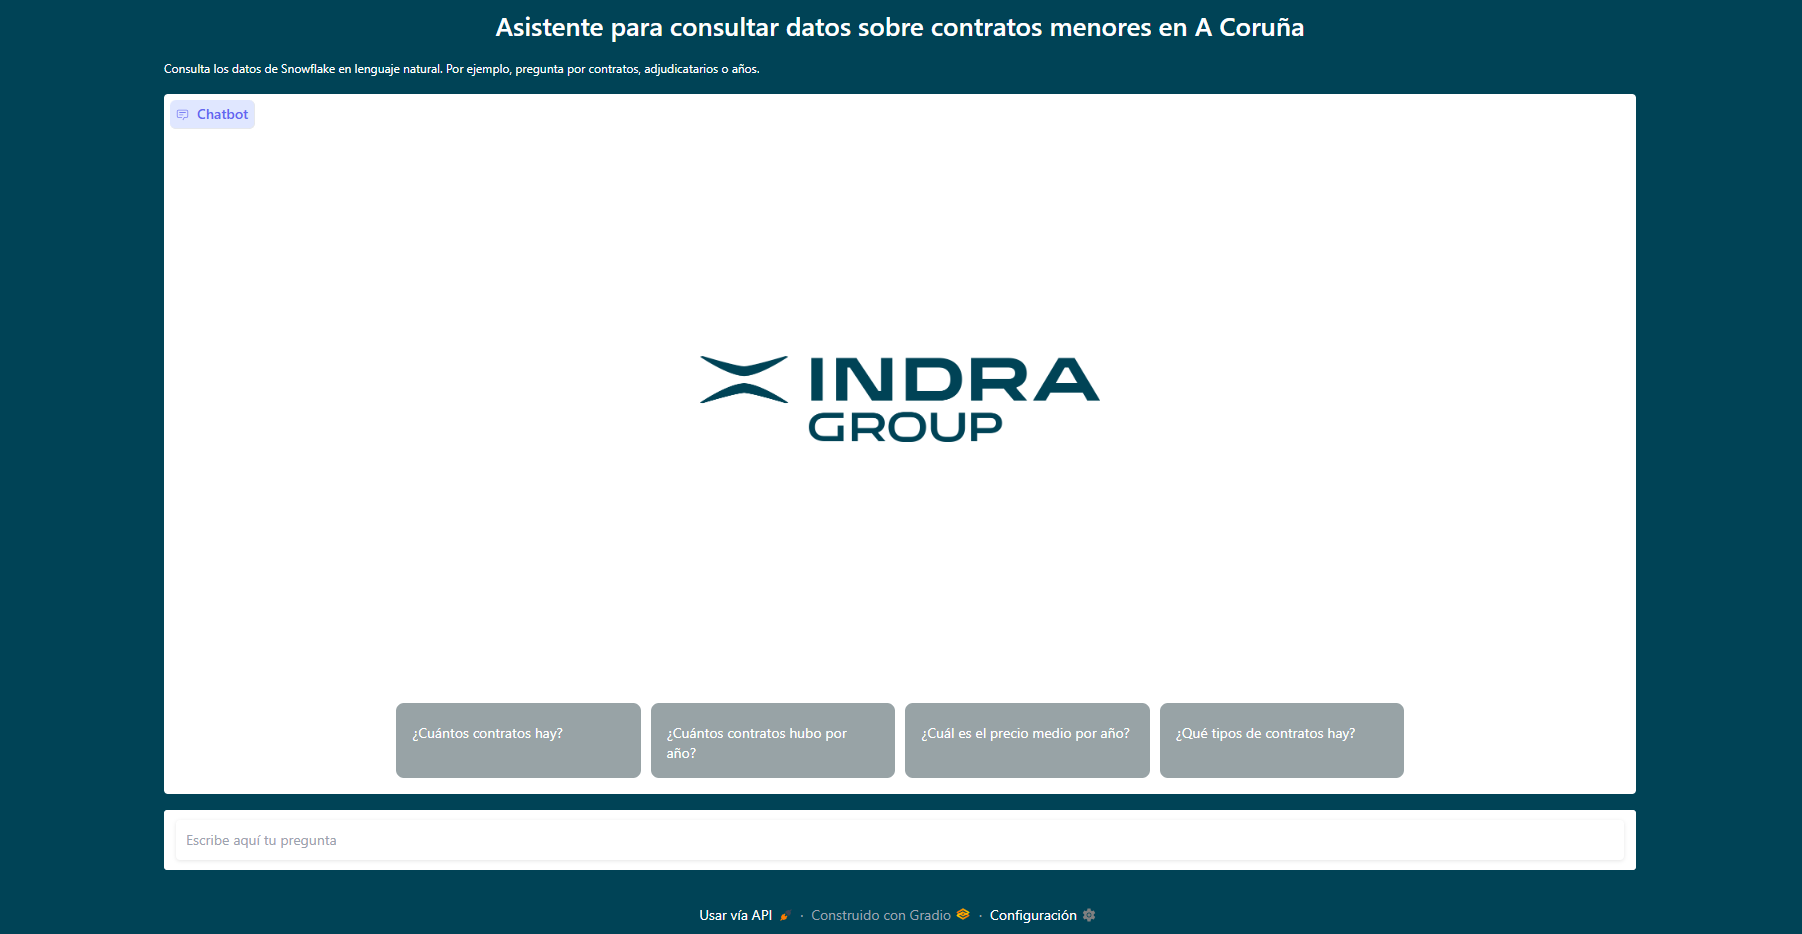 Asistente para consultar datos sobre contratos menores en A Coruña
Consulta los datos de Snowflake en lenguaje natural. Por ejemplo, pregunta por contratos, adjudicatarios o años.
Chatbot
INDRA
GROUP
¿Cuántos contratos hay?
¿Cuántos contratos hubo por
año?
¿Cuál es el precio medio por año?
¿Qué tipos de contratos hay?
Escribe aquí tu pregunta
Usar vía API · Construido con Gradio · Configuración